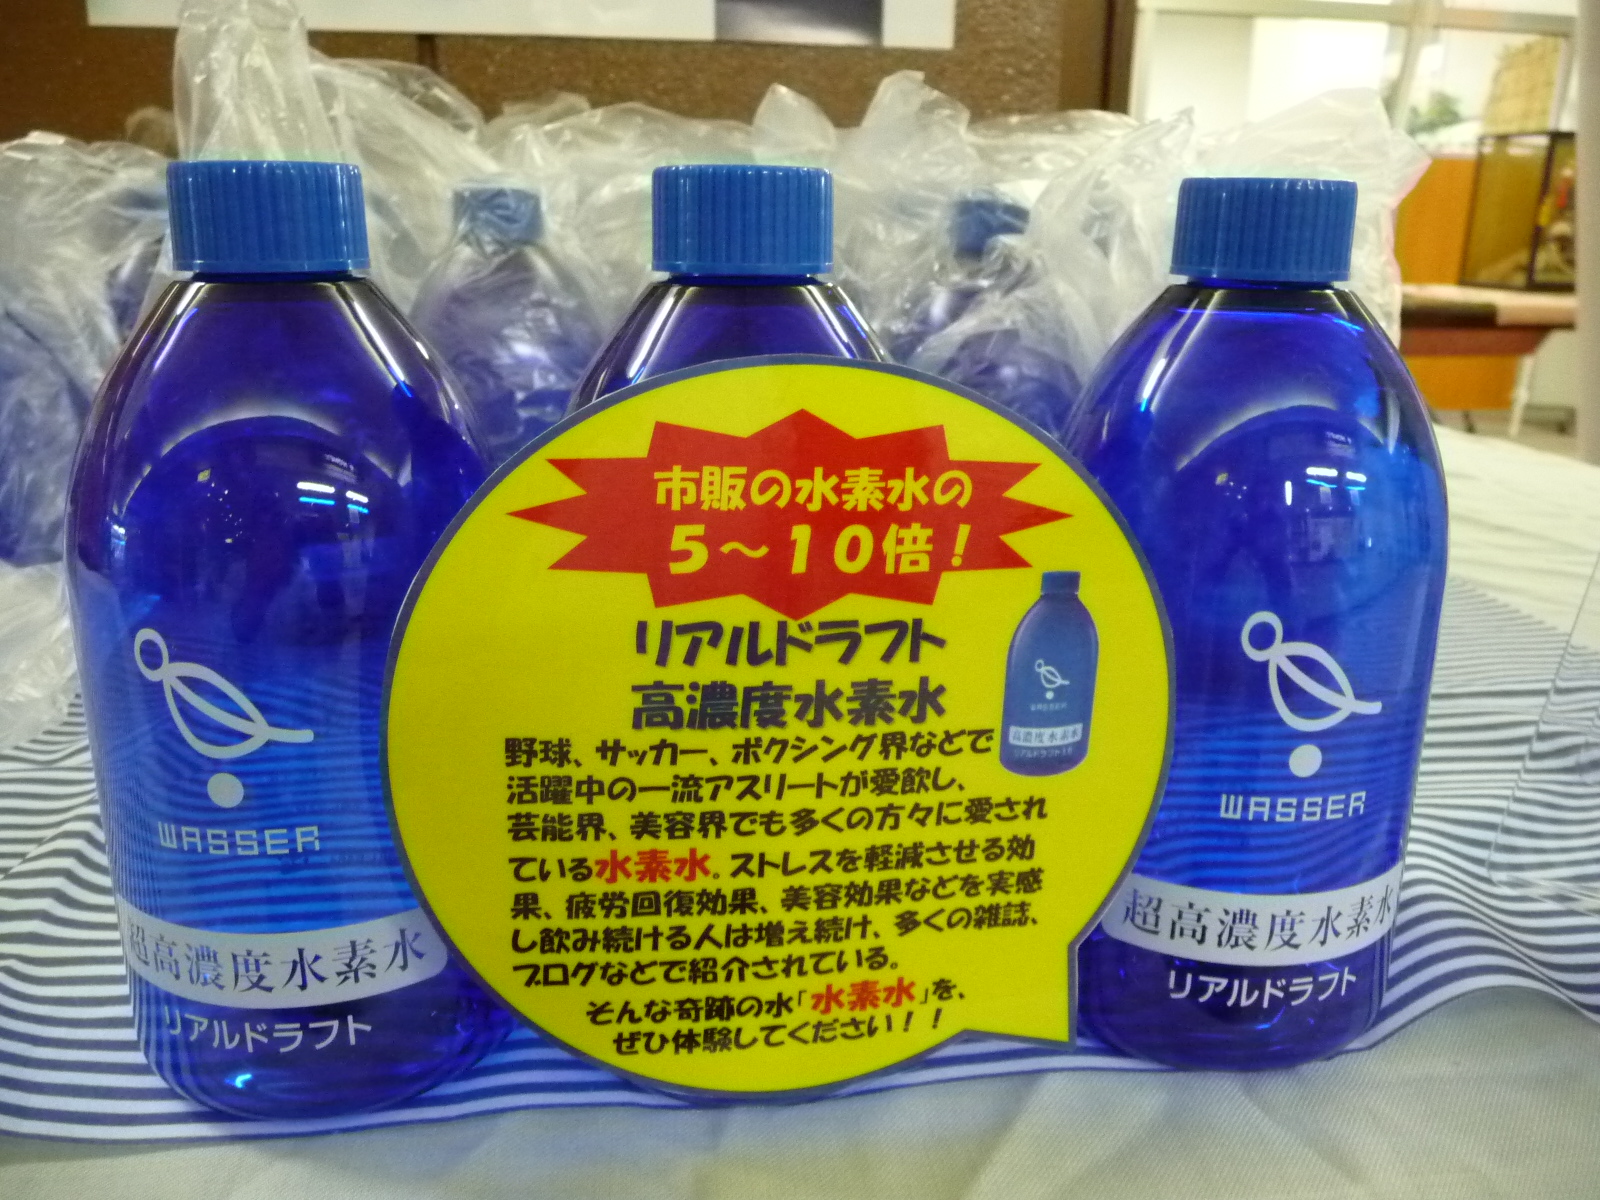 市販の水素水の
5～10倍！
リアルドラフト
高濃度水素水
野球、サッカー、ボクシング界などで
活躍中の一流アスリートが愛飲し、
芸能界、美容界でも多くの方々に愛され
ている水素水。ストレスを軽減させる効
果、疲労回復効果、美容効果などを実感
し飲み続ける人は増え続け、多くの雑誌、
ブログなどで紹介されている。
そんな奇跡の水「水素水」を、
ぜひ体験してください！！
WASSER
高濃度水素水
WASSER
超高濃度水素水
リアルドラフト
WASSER
超高濃度水素水
リアルドラフト